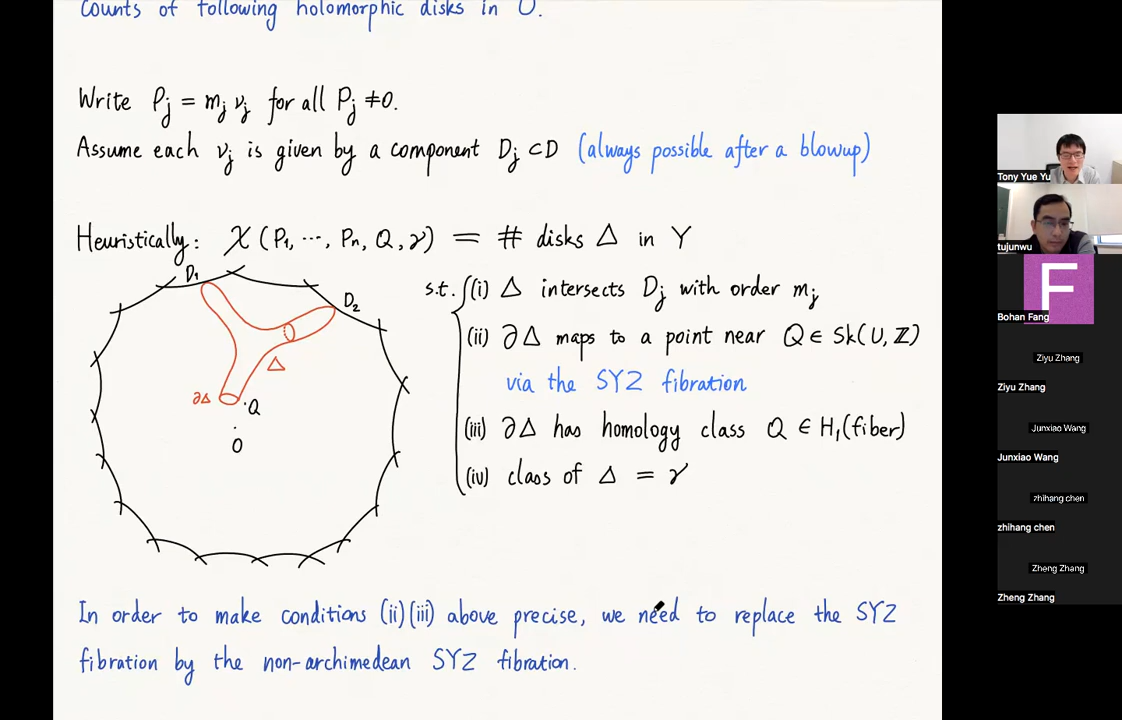 Counts of following holomorphic disks in U.
Write Pj = mj νj for all Pj ≠ 0.
Assume each νj is given by a component Dj ⊂ D (always possible after a blowup)
Heuristically: χ(P1, ···, Pn, Q, γ) = # disks Δ in Y
s.t. (i) Δ intersects Dj with order mj
(ii) ∂Δ maps to a point near Q ∈ Sk(U, ℤ)
via the SYZ fibration
(iii) ∂Δ has homology class Q ∈ H1(fiber)
(iv) class of Δ = γ
D1
D2
Δ
∂Δ
Q
O
In order to make conditions (ii)(iii) above precise, we need to replace the SYZ
fibration by the non-archimedean SYZ fibration.
Tony Yue Yu
tujunwu
F
Bohan Fang
Ziyu Zhang
Ziyu Zhang
Junxiao Wang
Junxiao Wang
zhihang chen
zhihang chen
Zheng Zhang
Zheng Zhang